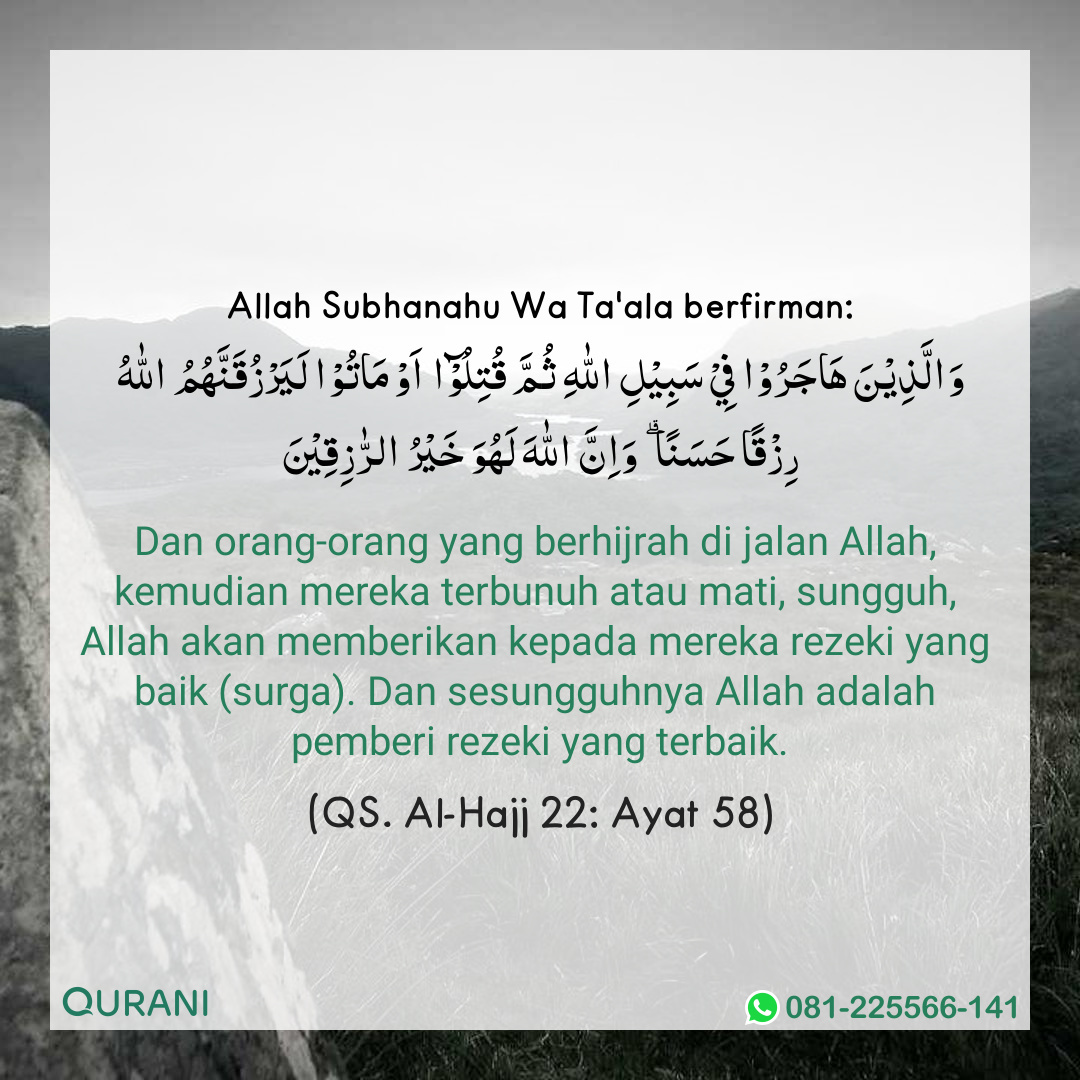 Allah Subhanahu Wa Ta'ala berfirman:
وَالَّذِيْنَ هَاجَرُوْا فِيْ سَبِيْلِ اللّٰهِ ثُمَّ قُتِلُوْٓا اَوْ مَاتُوْا لَيَرْزُقَنَّهُمُ اللّٰهُ
رِزْقًا حَسَنًاۗ وَاِنَّ اللّٰهَ لَهُوَ خَيْرُ الرّٰزِقِيْنَ
Dan orang-orang yang berhijrah di jalan Allah,
kemudian mereka terbunuh atau mati, sungguh,
Allah akan memberikan kepada mereka rezeki yang
baik (surga). Dan sesungguhnya Allah adalah
pemberi rezeki yang terbaik.
(QS. Al-Hajj 22: Ayat 58)
QURANI
081-225566-141